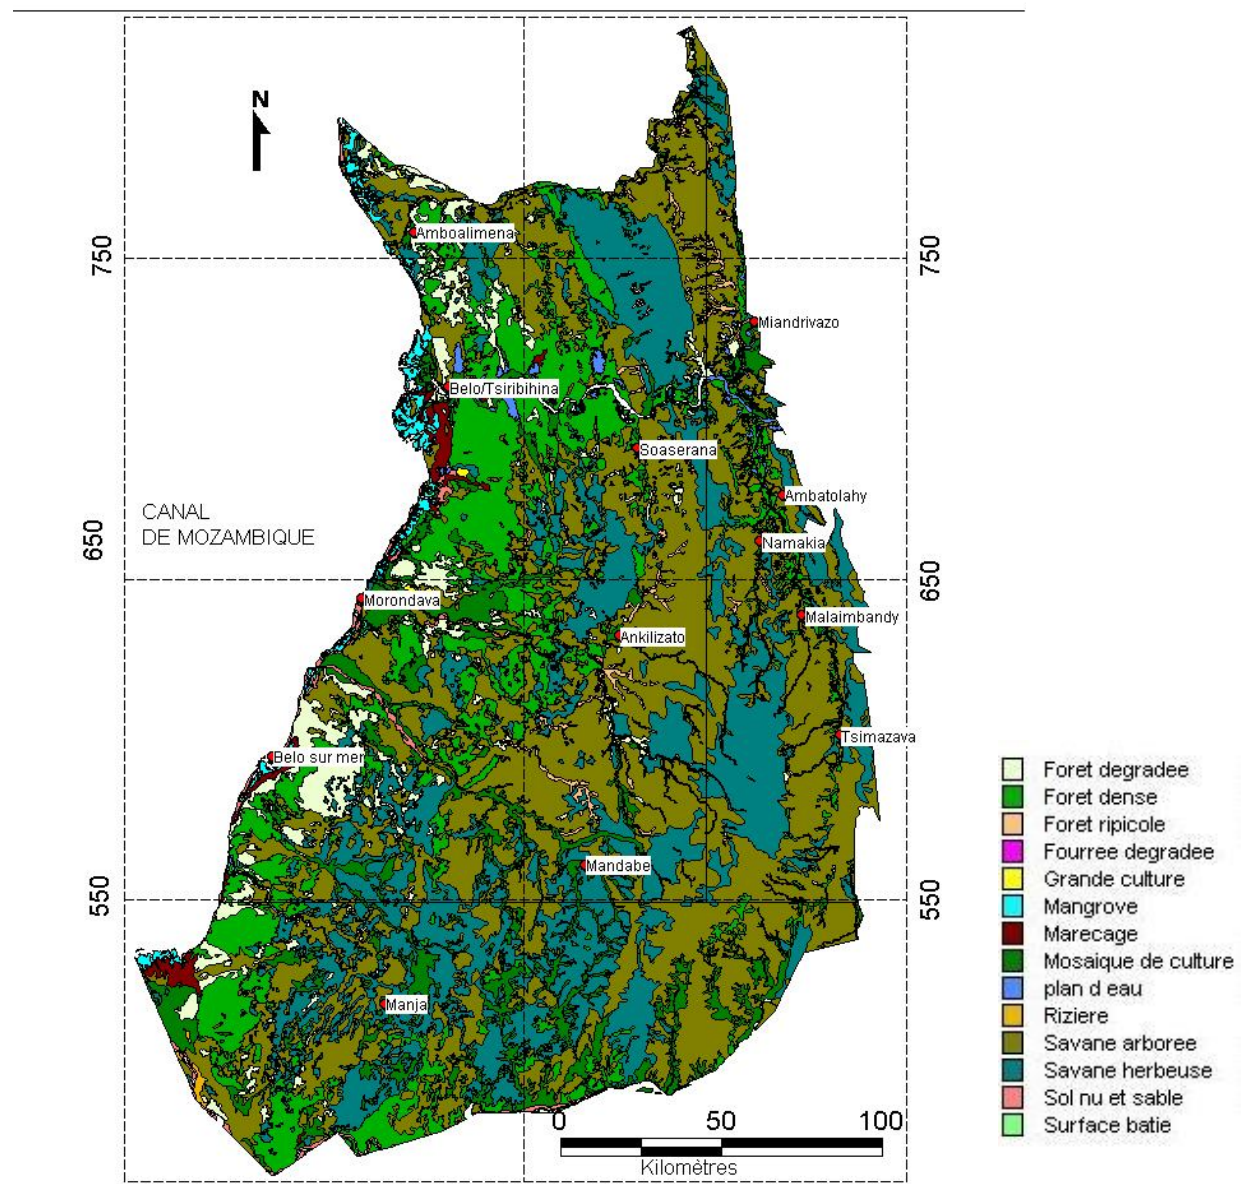 N
Amboalimena
750
750
Miandrivazo
Belo/Tsiribihina
Soaserana
Ambatolahy
CANAL
DE MOZAMBIQUE
Namakia
650
650
Morondava
Malaimbandy
Ankilizato
Tsimazava
Belo sur mer
Mandabe
550
550
Manja
0 50 100
Kilomètres
Foret degradee
Foret dense
Foret ripicole
Fourree degradee
Grande culture
Mangrove
Marecage
Mosaique de culture
plan d eau
Riziere
Savane arboree
Savane herbeuse
Sol nu et sable
Surface batie